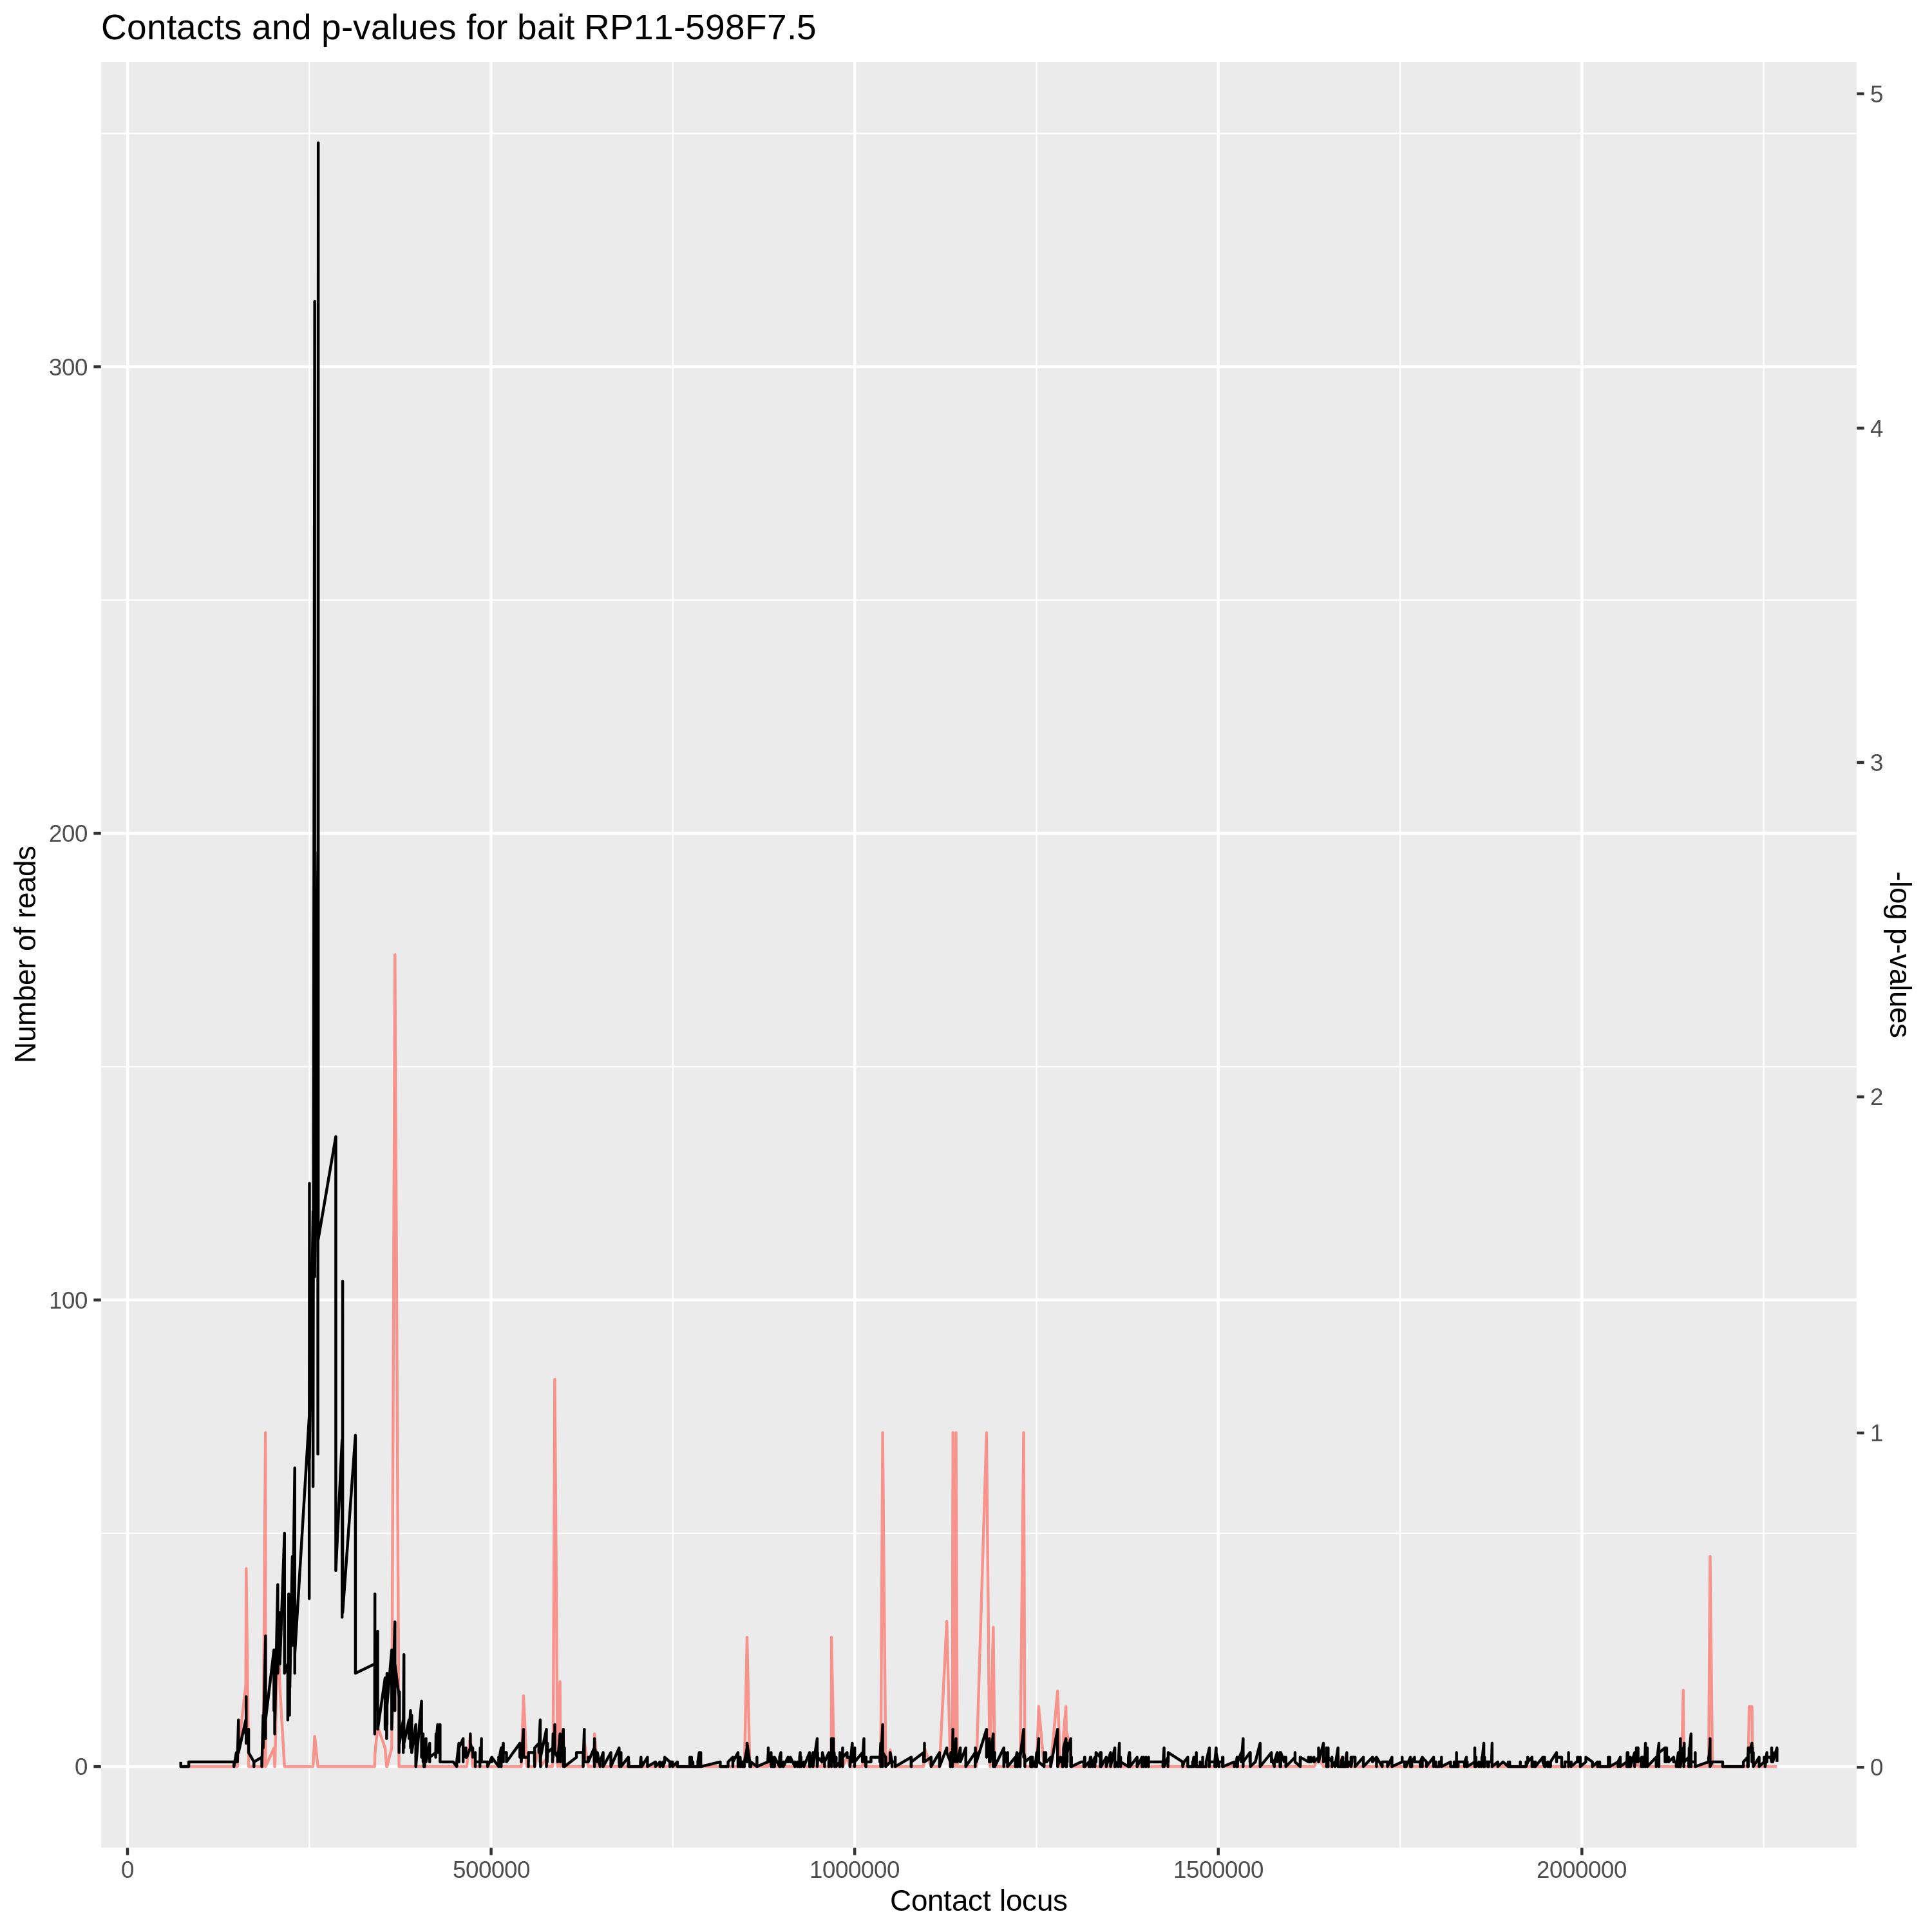 Contacts and p-values for bait RP11-598F7.5
Number of reads
300
200
100
0
5
4
3
2
1
0
-log p-values
0 500000 1000000 1500000 2000000
Contact locus